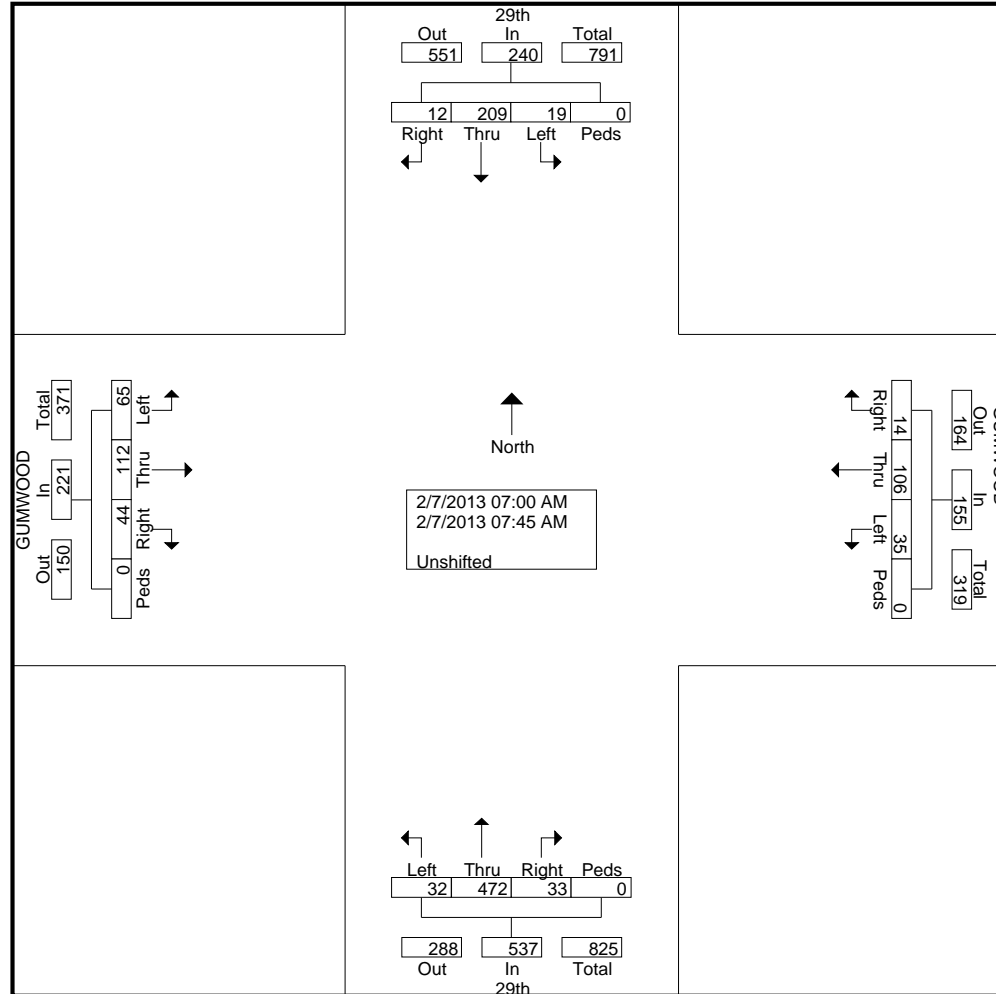 29th
Out In Total
551 240 791
12 209 19 0
Right Thru Left Peds
Total In Out
371 221 150
GUMWOOD
65 112 44 0
Left Thru Right Peds
North
2/7/2013 07:00 AM
2/7/2013 07:45 AM
Unshifted
Right Thru Left Peds
14 106 35 0
Out In Total
164 155 319
Left Thru Right Peds
32 472 33 0
288 537 825
Out In Total
29th